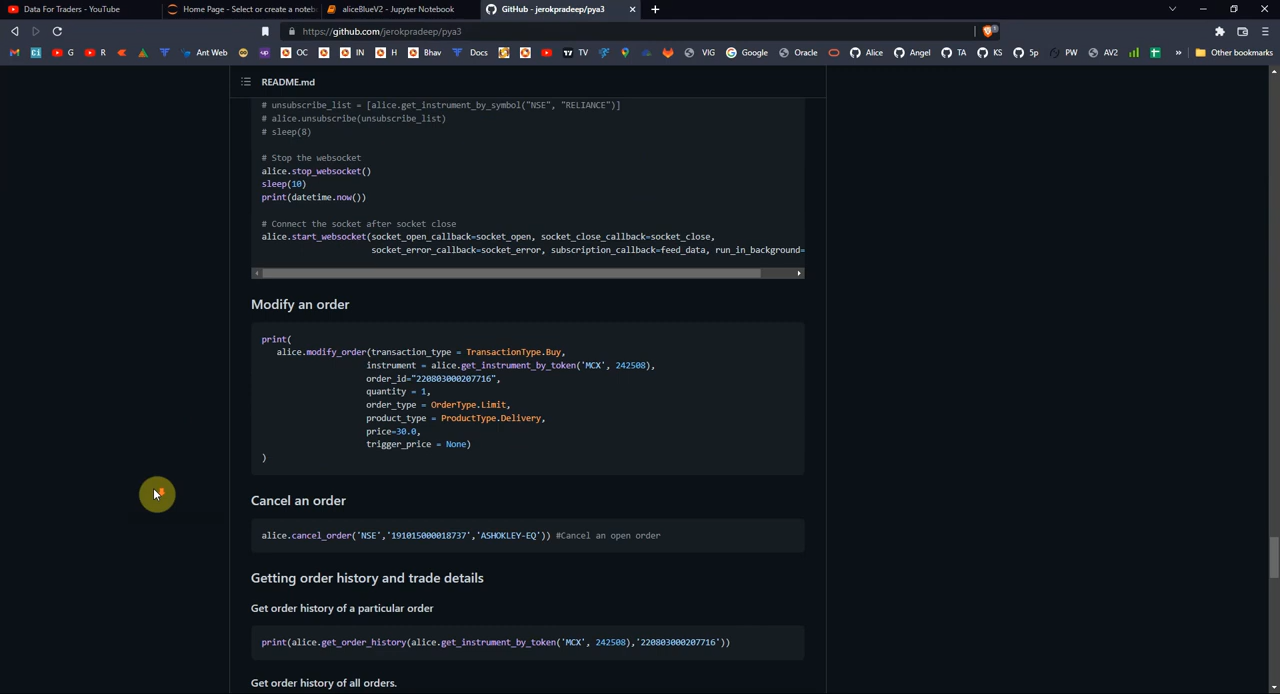 Data For Traders - YouTube
Home Page - Select or create a noteb
aliceBlueV2 - Jupyter Notebook
GitHub - jerokpradeep/pya3
https://github.com/jerokpradeep/pya3
G
R
Ant Web
OC
IN
H
Bhav
Docs
TV
VIG
Google
Oracle
Alice
Angel
TA
KS
5p
PW
AV2
Other bookmarks
README.md
# unsubscribe_list = [alice.get_instrument_by_symbol("NSE", "RELIANCE")]
# alice.unsubscribe(unsubscribe_list)
# sleep(8)
# Stop the websocket
alice.stop_websocket()
sleep(10)
print(datetime.now())
# Connect the socket after socket close
alice.start_websocket(socket_open_callback=socket_open, socket_close_callback=socket_close,
socket_error_callback=socket_error, subscription_callback=feed_data, run_in_background=
Modify an order
print(
alice.modify_order(transaction_type = TransactionType.Buy,
instrument = alice.get_instrument_by_token('MCX', 242508),
order_id="220803000207716",
quantity = 1,
order_type = OrderType.Limit,
product_type = ProductType.Delivery,
price=30.0,
trigger_price = None)
)
Cancel an order
alice.cancel_order('NSE','191015000018737','ASHOKLEY-EQ')) #Cancel an open order
Getting order history and trade details
Get order history of a particular order
print(alice.get_order_history(alice.get_instrument_by_token('MCX', 242508),'220803000207716'))
Get order history of all orders.